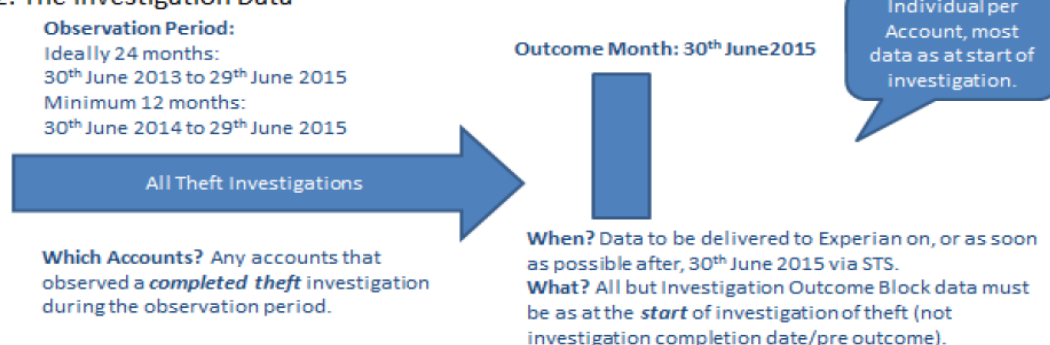 2. The Investigation Data
Observation Period:
Ideally 24 months:
30th June 2013 to 29th June 2015
Minimum 12 months:
30th June 2014 to 29th June 2015
All Theft Investigations
Which Accounts? Any accounts that
observed a completed theft investigation
during the observation period.
Outcome Month: 30th June2015
Individual per
Account, most
data as at start of
investigation.
When? Data to be delivered to Experian on, or as soon
as possible after, 30th June 2015 via STS.
What? All but Investigation Outcome Block data must
be as at the start of investigation of theft (not
investigation completion date/pre outcome).